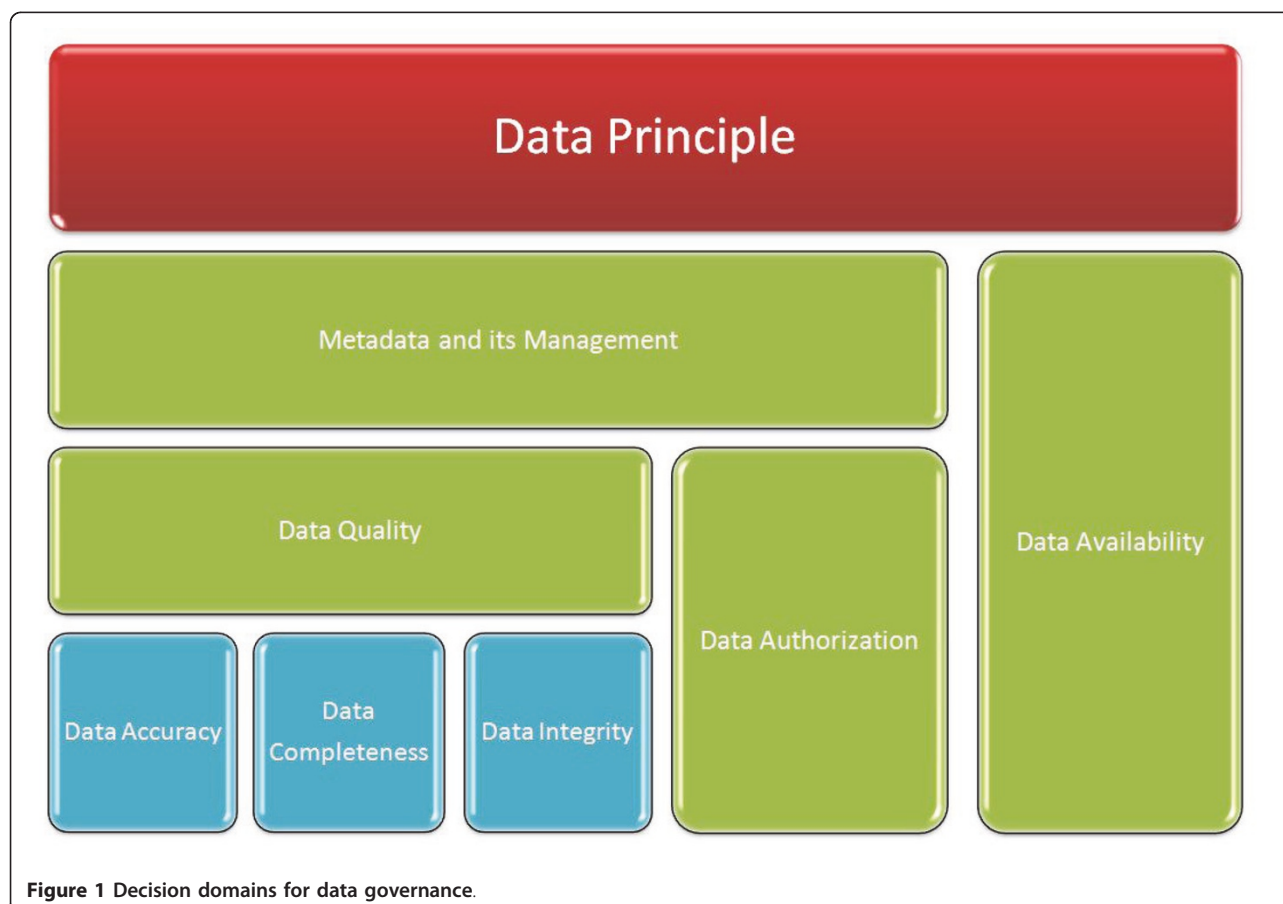 Data Principle
Metadata and its Management
Data Quality
Data Availability
Data Authorization
Data Accuracy
Data
Completeness
Data Integrity
Figure 1 Decision domains for data governance.